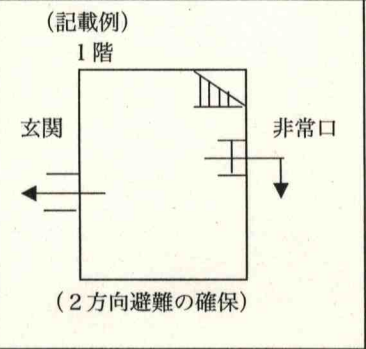 （記載例）
１階
玄関
非常口
（２方向避難の確保）